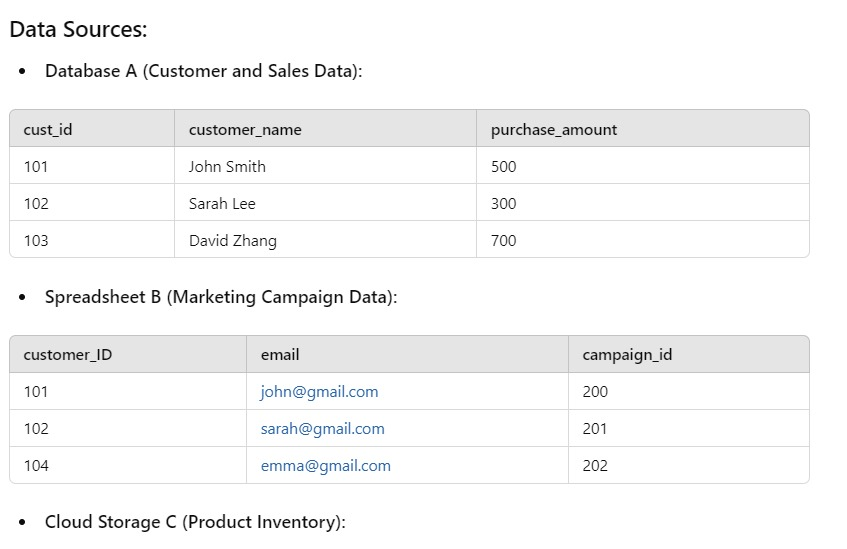 Data Sources:
• Database A (Customer and Sales Data):
cust_id customer_name purchase_amount
101 John Smith 500
102 Sarah Lee 300
103 David Zhang 700
• Spreadsheet B (Marketing Campaign Data):
customer_ID email campaign_id
101 john@gmail.com 200
102 sarah@gmail.com 201
104 emma@gmail.com 202
• Cloud Storage C (Product Inventory):